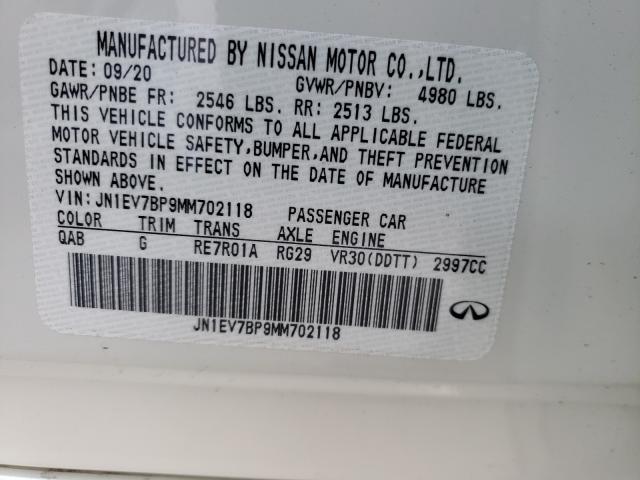 MANUFACTURED BY NISSAN MOTOR CO.,LTD.
DATE: 09/20 GVWR/PNBV: 4980 LBS.
GAWR/PNBE FR: 2546 LBS. RR: 2513 LBS.
THIS VEHICLE CONFORMS TO ALL APPLICABLE FEDERAL
MOTOR VEHICLE SAFETY,BUMPER,AND THEFT PREVENTION
STANDARDS IN EFFECT ON THE DATE OF MANUFACTURE
SHOWN ABOVE.
VIN:JN1EV7BP9MM702118 PASSENGER CAR
COLOR TRIM TRANS AXLE ENGINE
QAB G RE7R01A RG29 VR30(DDTT) 2997CC
JN1EV7BP9MM702118